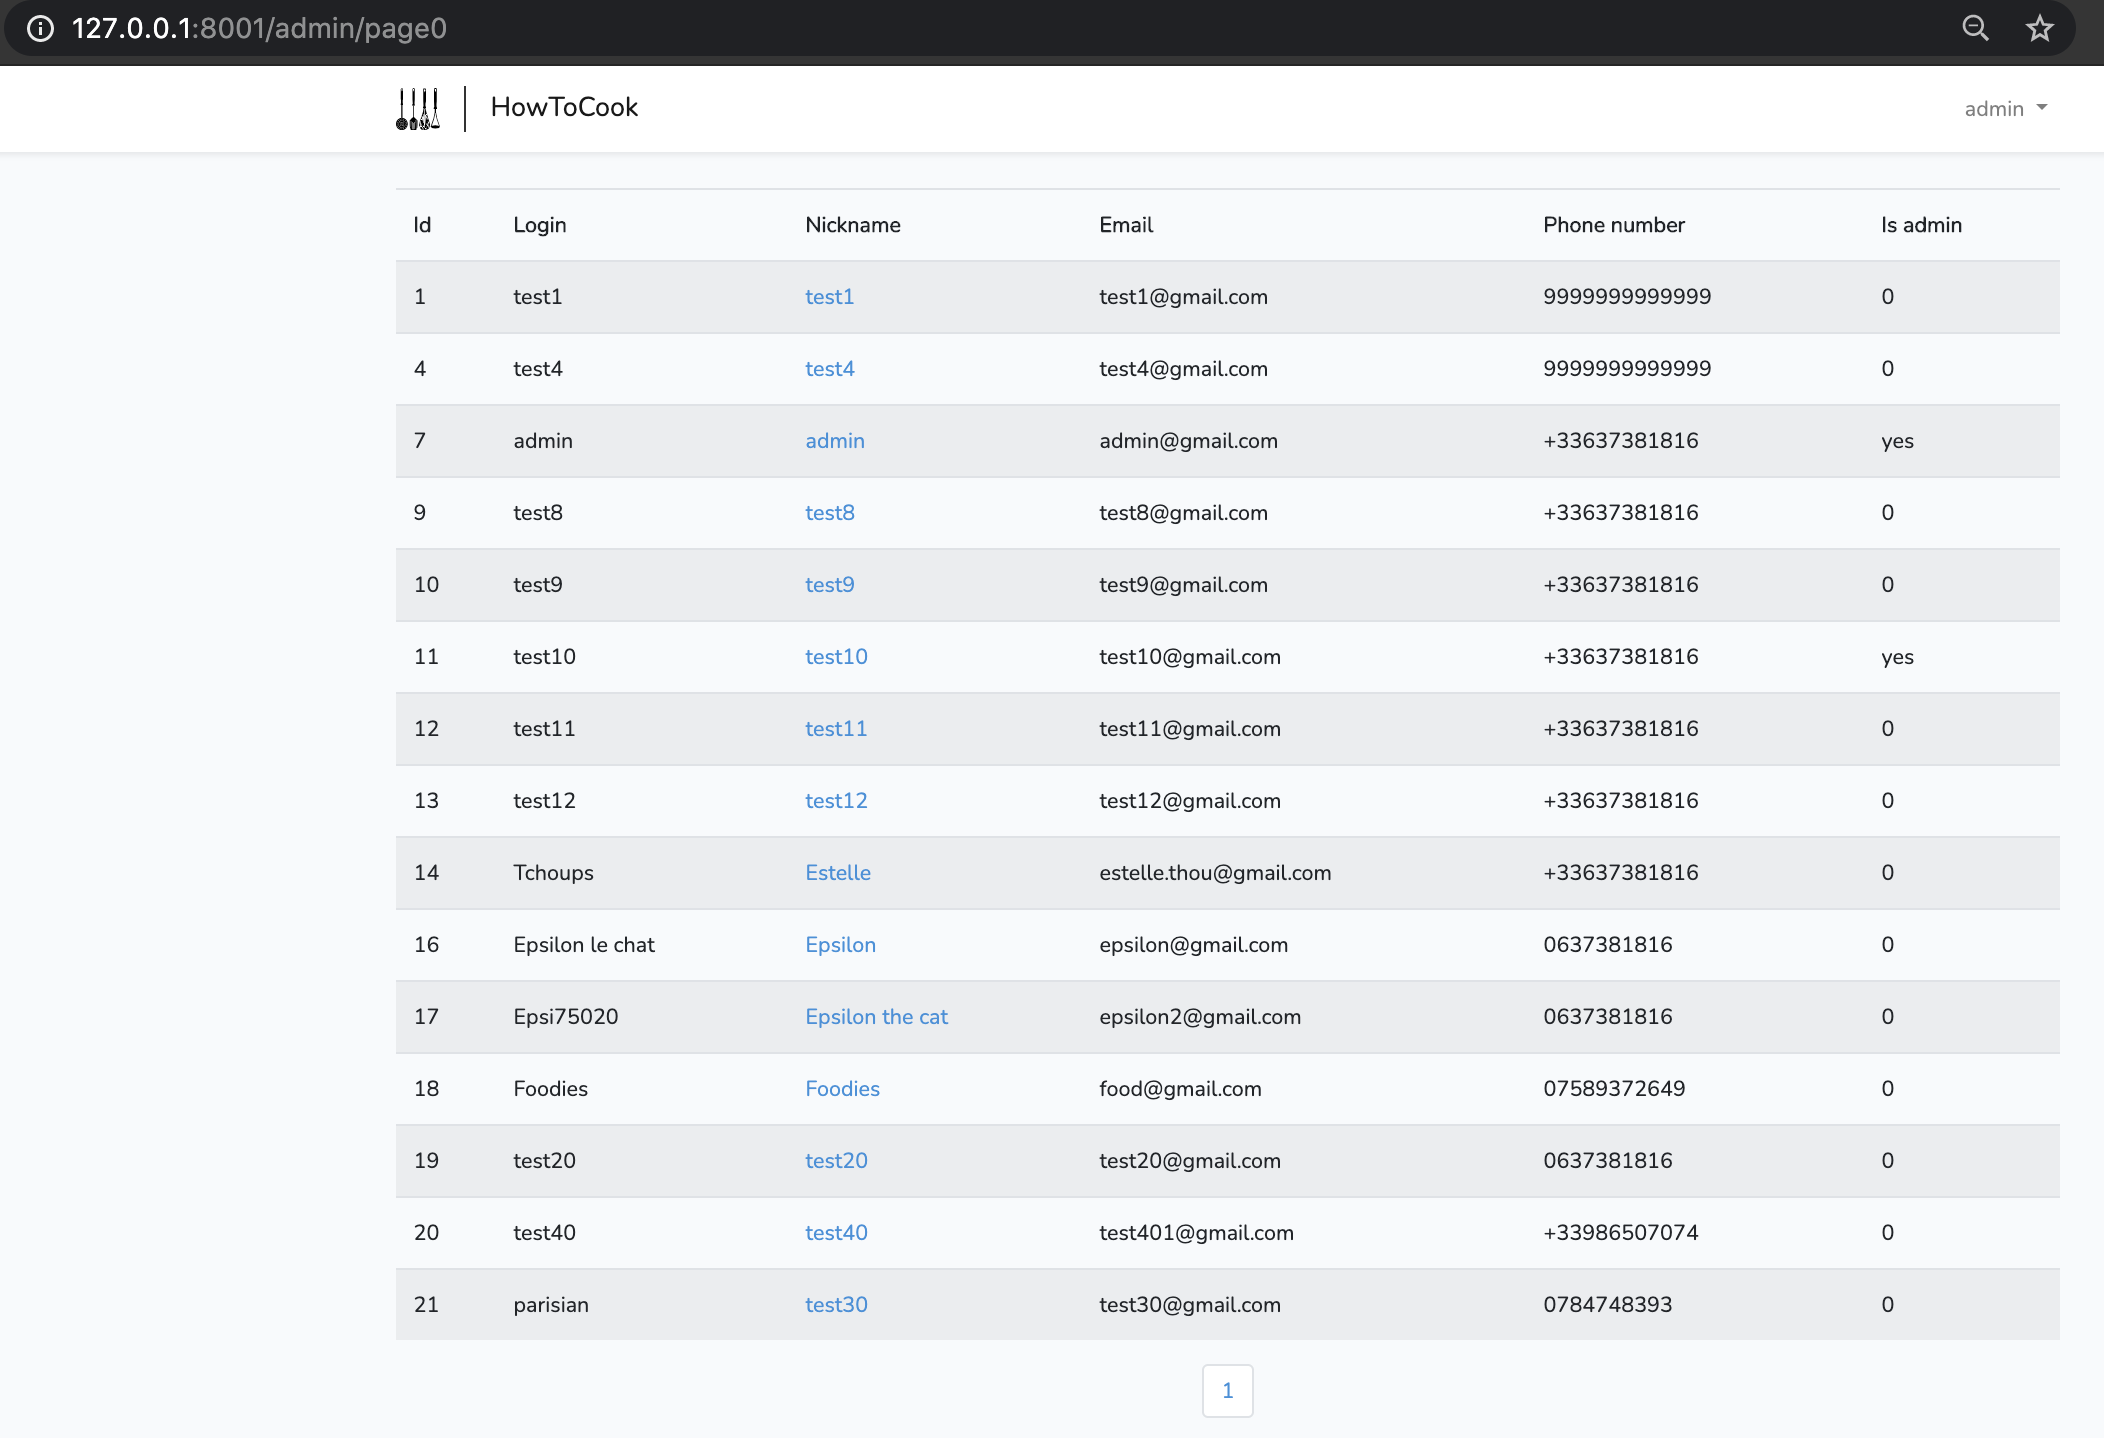 127.0.0.1:8001/admin/page0
HowToCook
admin
Id Login Nickname Email Phone number Is admin
1 test1 test1 test1@gmail.com 9999999999999 0
4 test4 test4 test4@gmail.com 9999999999999 0
7 admin admin admin@gmail.com +33637381816 yes
9 test8 test8 test8@gmail.com +33637381816 0
10 test9 test9 test9@gmail.com +33637381816 0
11 test10 test10 test10@gmail.com +33637381816 yes
12 test11 test11 test11@gmail.com +33637381816 0
13 test12 test12 test12@gmail.com +33637381816 0
14 Tchoups Estelle estelle.thou@gmail.com +33637381816 0
16 Epsilon le chat Epsilon epsilon@gmail.com 0637381816 0
17 Epsi75020 Epsilon the cat epsilon2@gmail.com 0637381816 0
18 Foodies Foodies food@gmail.com 07589372649 0
19 test20 test20 test20@gmail.com 0637381816 0
20 test40 test40 test401@gmail.com +33986507074 0
21 parisian test30 test30@gmail.com 0784748393 0
1